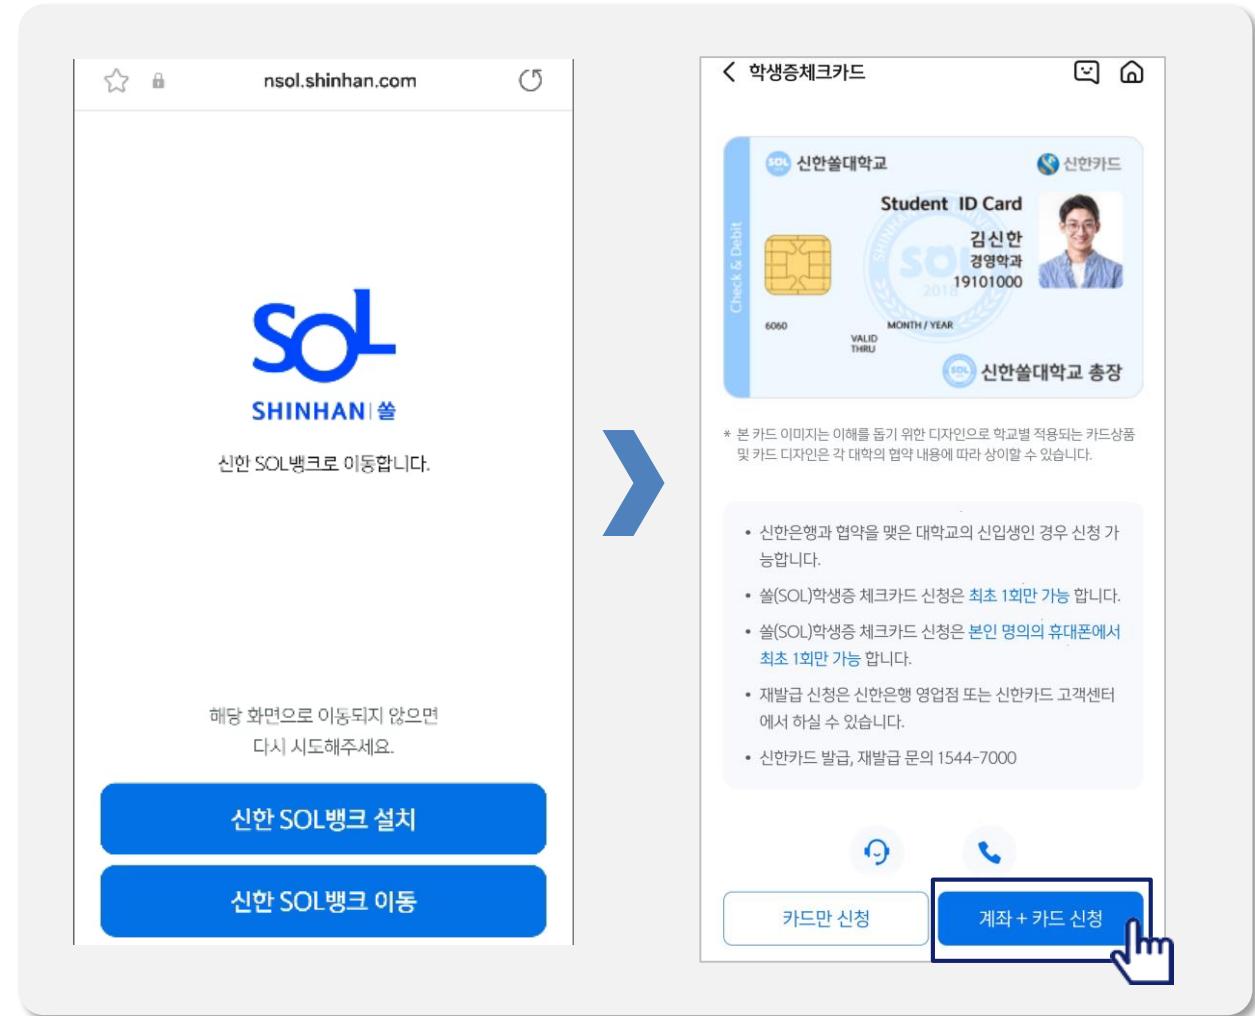 nsol.shinhan.com
SOL
SHINHAN 쏠
신한 SOL뱅크로 이동합니다.
해당 화면으로 이동되지 않으면
다시 시도해주세요.
신한 SOL뱅크 설치
신한 SOL뱅크 이동
학생증체크카드
SOL 신한쏠대학교
신한카드
Check & Debit
Student ID Card
김신한
경영학과
19101000
SOL
2018
6060
MONTH / YEAR
VALID
THRU
SOL 신한쏠대학교 총장
* 본 카드 이미지는 이해를 돕기 위한 디자인으로 학교별 적용되는 카드상품
및 카드 디자인은 각 대학의 협약 내용에 따라 상이할 수 있습니다.
• 신한은행과 협약을 맺은 대학교의 신입생인 경우 신청 가
능합니다.
• 쏠(SOL)학생증 체크카드 신청은 최초 1회만 가능 합니다.
• 쏠(SOL)학생증 체크카드 신청은 본인 명의의 휴대폰에서
최초 1회만 가능 합니다.
• 재발급 신청은 신한은행 영업점 또는 신한카드 고객센터
에서 하실 수 있습니다.
• 신한카드 발급, 재발급 문의 1544-7000
카드만 신청
계좌 + 카드 신청